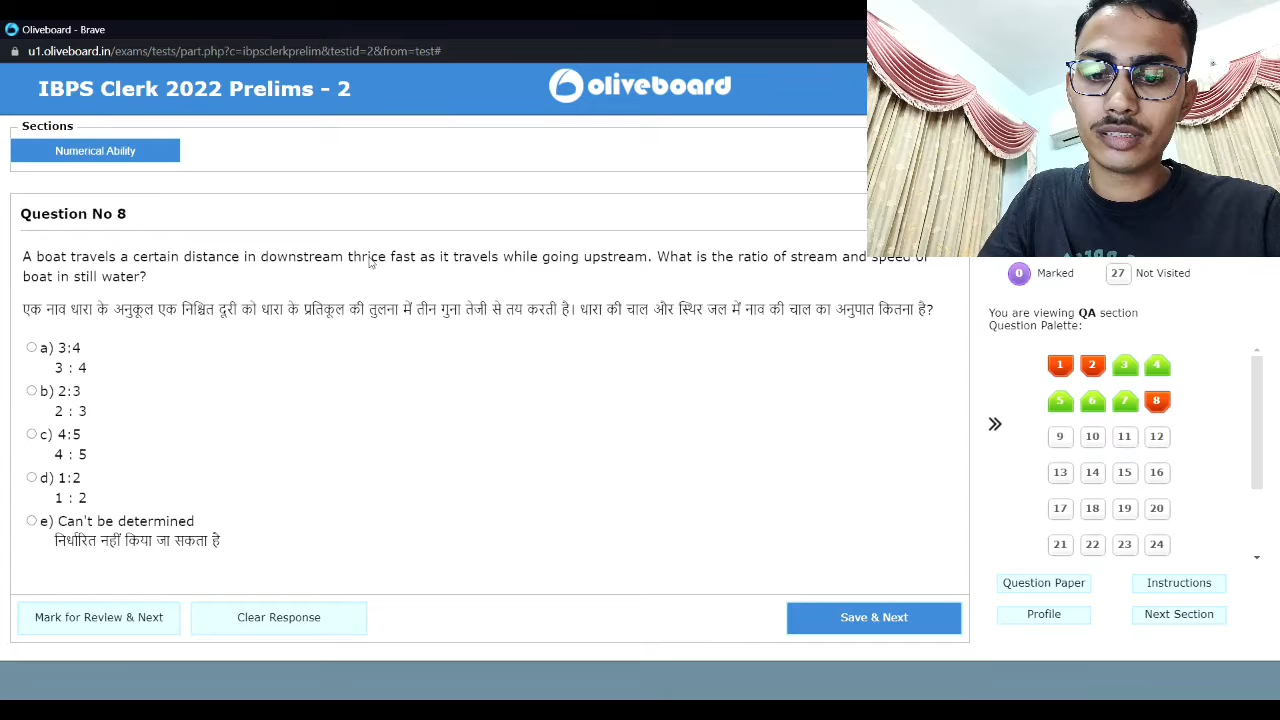 Oliveboard - Brave
u1.oliveboard.in/exams/tests/part.php?c=ibpsclerkprelim&testid=2&from=test#
IBPS Clerk 2022 Prelims - 2
oliveboard
Sections
Numerical Ability
Question No 8
A boat travels a certain distance in downstream thrice fast as it travels while going upstream. What is the ratio of stream and speed of
boat in still water?
एक नाव धारा के अनुकूल एक निश्चित दूरी को धारा के प्रतिकूल की तुलना में तीन गुना तेजी से तय करती है। धारा की चाल और स्थिर जल में नाव की चाल का अनुपात कितना है?
a) 3:4
3 : 4
b) 2:3
2 : 3
c) 4:5
4 : 5
d) 1:2
1 : 2
e) Can't be determined
निर्धारित नहीं किया जा सकता है
Mark for Review & Next
Clear Response
Save & Next
0 Marked 27 Not Visited
You are viewing QA section
Question Palette:
1 2 3 4
5 6 7 8
9 10 11 12
13 14 15 16
17 18 19 20
21 22 23 24
Question Paper
Instructions
Profile
Next Section